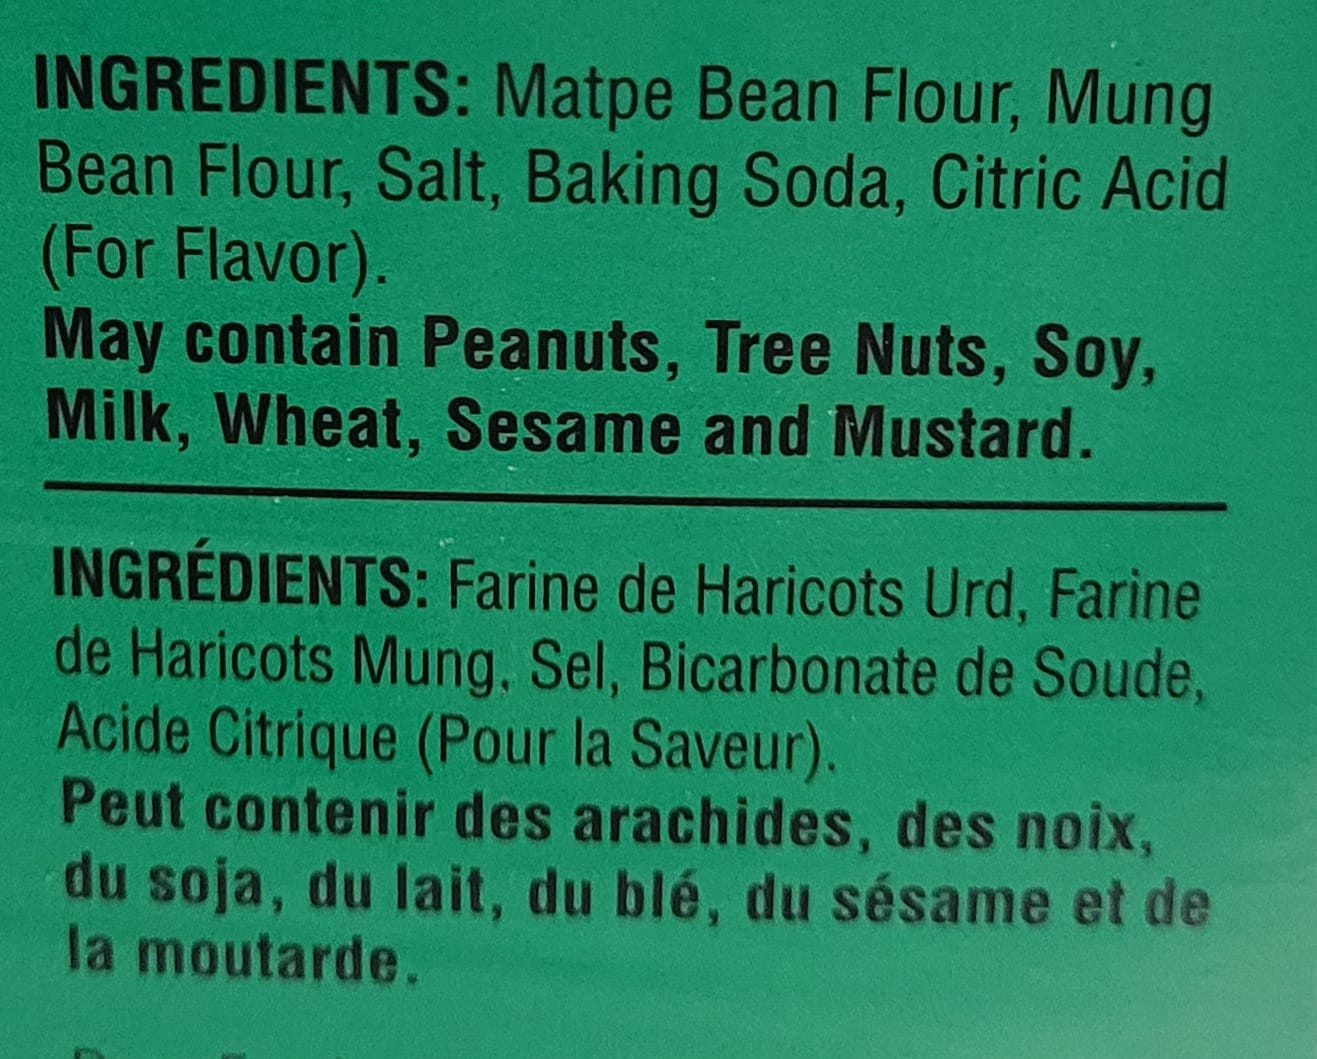 INGREDIENTS: Matpe Bean Flour, Mung
Bean Flour, Salt, Baking Soda, Citric Acid
(For Flavor).
May contain Peanuts, Tree Nuts, Soy,
Milk, Wheat, Sesame and Mustard.
INGRÉDIENTS: Farine de Haricots Urd, Farine
de Haricots Mung, Sel, Bicarbonate de Soude,
Acide Citrique (Pour la Saveur).
Peut contenir des arachides, des noix,
du soja, du lait, du blé, du sésame et de
la moutarde.